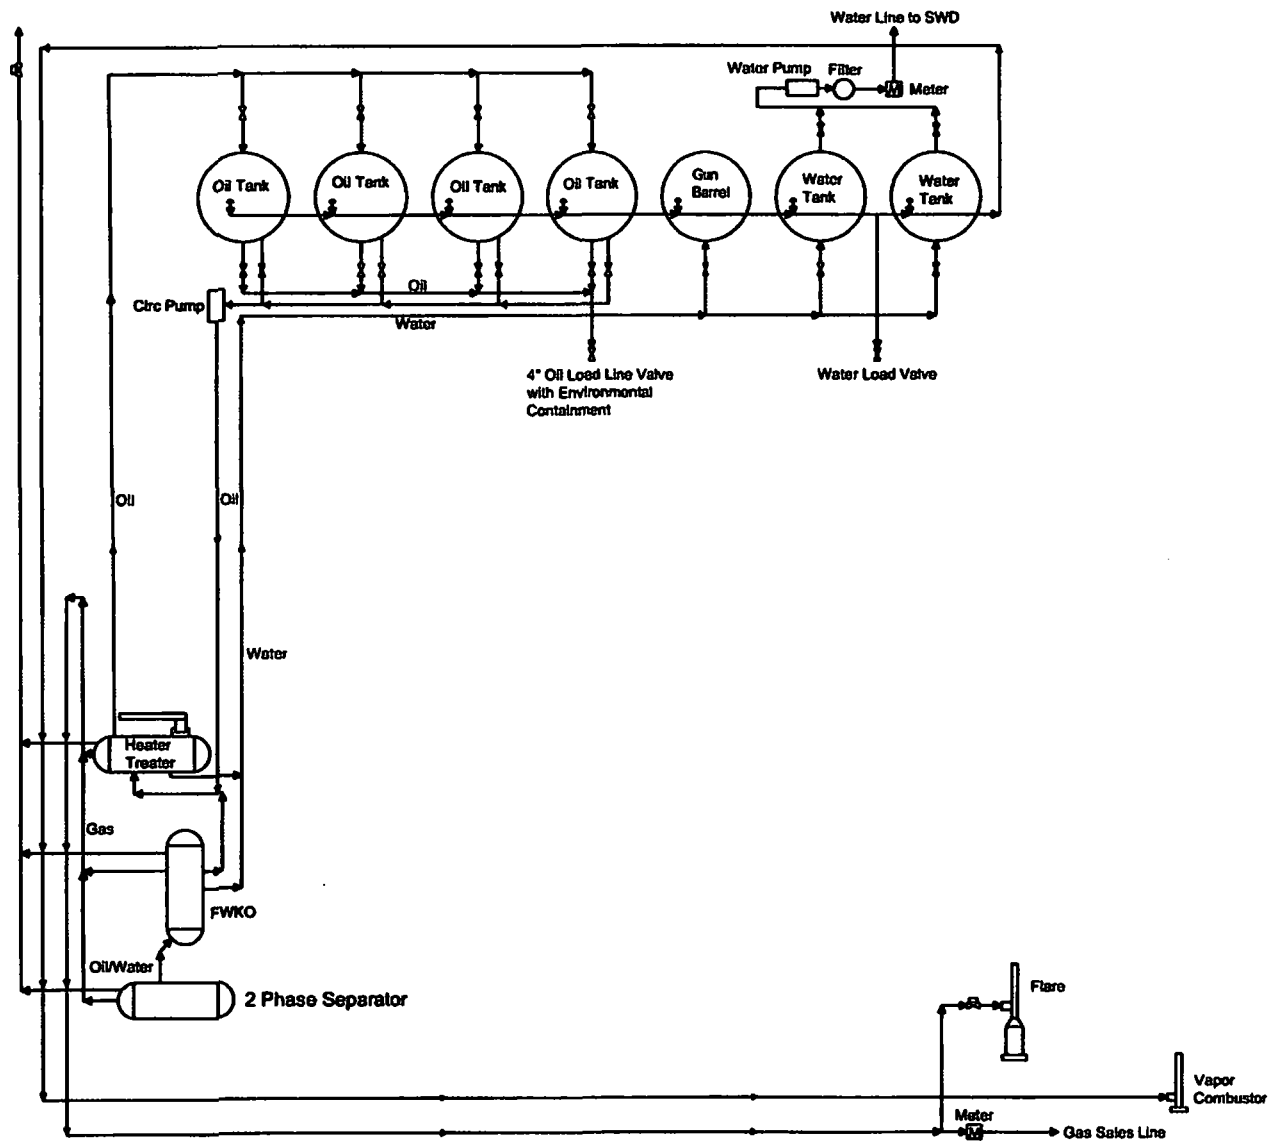 Water Line to SWD
Water Pump
Filter
M
Meter
Oil Tank
Oil Tank
Oil Tank
Oil Tank
Gun
Barrel
Water
Tank
Water
Tank
Oil
Circ Pump
Water
4" Oil Load Line Valve
with Environmental
Containment
Water Load Valve
Oil
Oil
Water
Heater
Treater
Gas
FWKO
Oil/Water
2 Phase Separator
Flare
Vapor
Combustor
Meter
M
Gas Sales Line